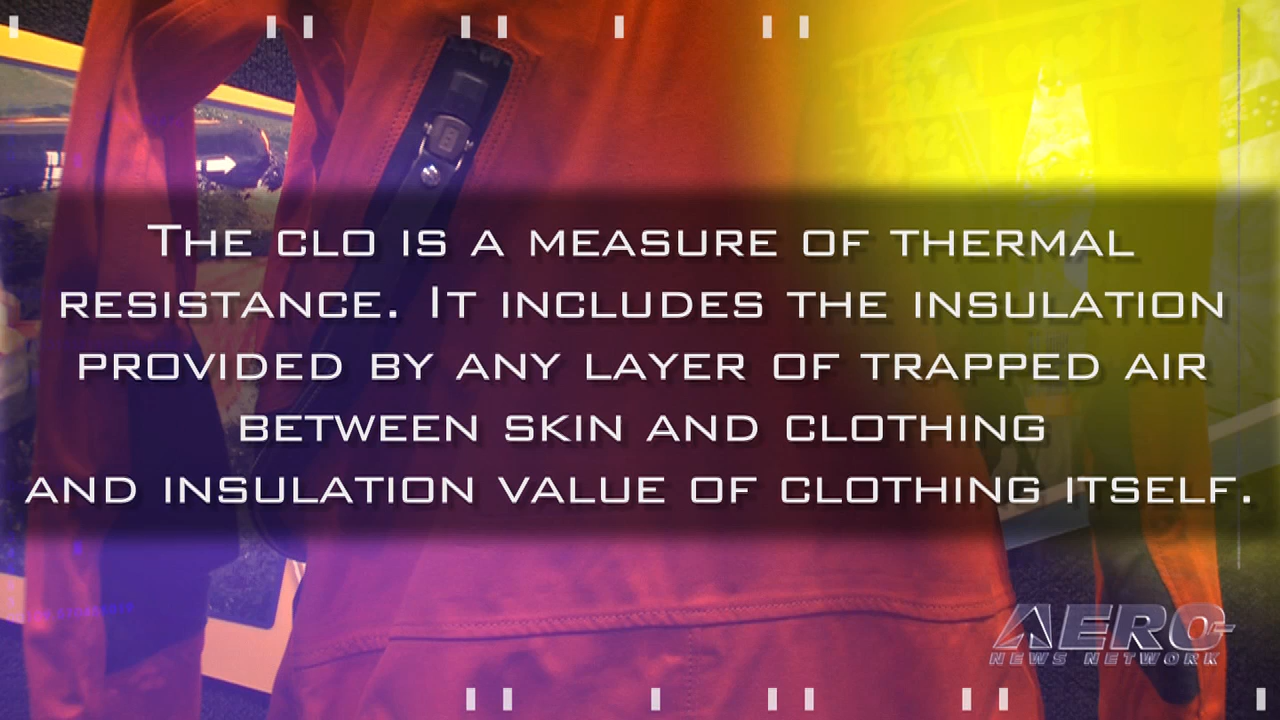 The clo is a measure of thermal
resistance. It includes the insulation
provided by any layer of trapped air
between skin and clothing
and insulation value of clothing itself.
AERO
NEWS NETWORK